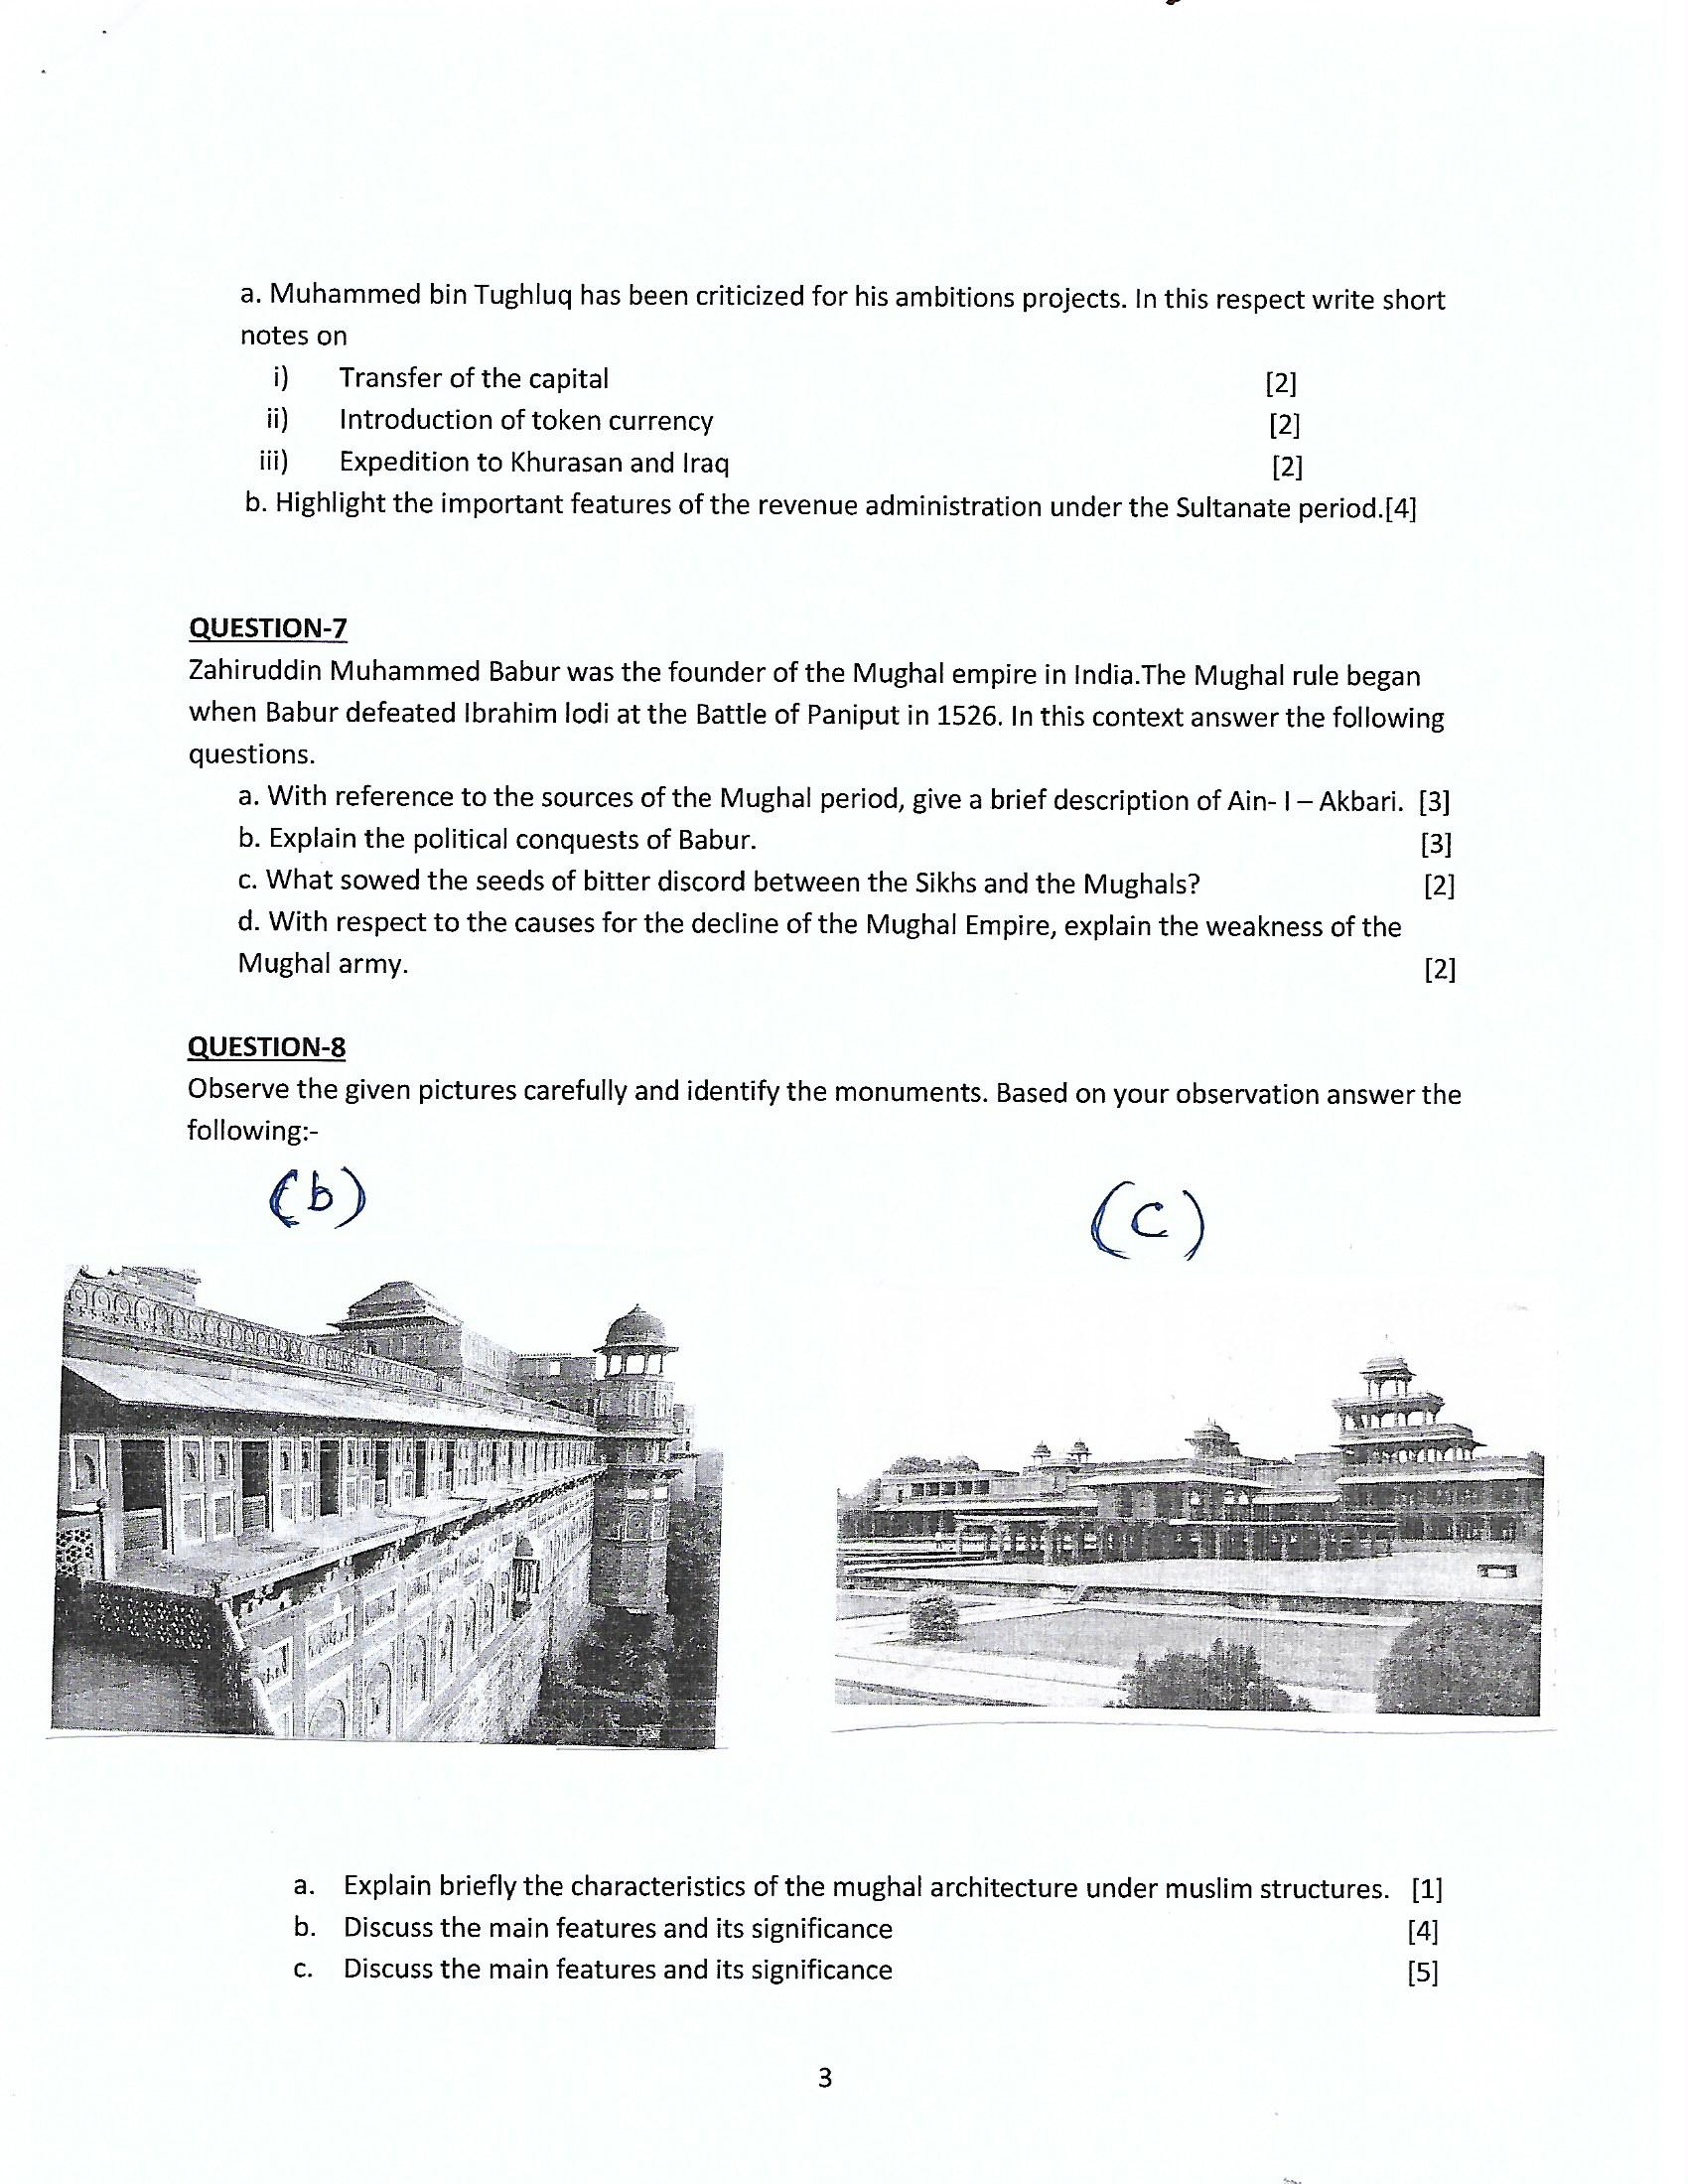 a. Muhammed bin Tughluq has been criticized for his ambitions projects. In this respect write short
notes on
i) Transfer of the capital [2]
ii) Introduction of token currency [2]
iii) Expedition to Khurasan and Iraq [2]
b. Highlight the important features of the revenue administration under the Sultanate period.[4]
QUESTION-7
Zahiruddin Muhammed Babur was the founder of the Mughal empire in India.The Mughal rule began
when Babur defeated Ibrahim lodi at the Battle of Paniput in 1526. In this context answer the following
questions.
a. With reference to the sources of the Mughal period, give a brief description of Ain- I – Akbari. [3]
b. Explain the political conquests of Babur. [3]
c. What sowed the seeds of bitter discord between the Sikhs and the Mughals? [2]
d. With respect to the causes for the decline of the Mughal Empire, explain the weakness of the
Mughal army. [2]
QUESTION-8
Observe the given pictures carefully and identify the monuments. Based on your observation answer the
following:-
(b) (c)
a. Explain briefly the characteristics of the mughal architecture under muslim structures. [1]
b. Discuss the main features and its significance [4]
c. Discuss the main features and its significance [5]
3